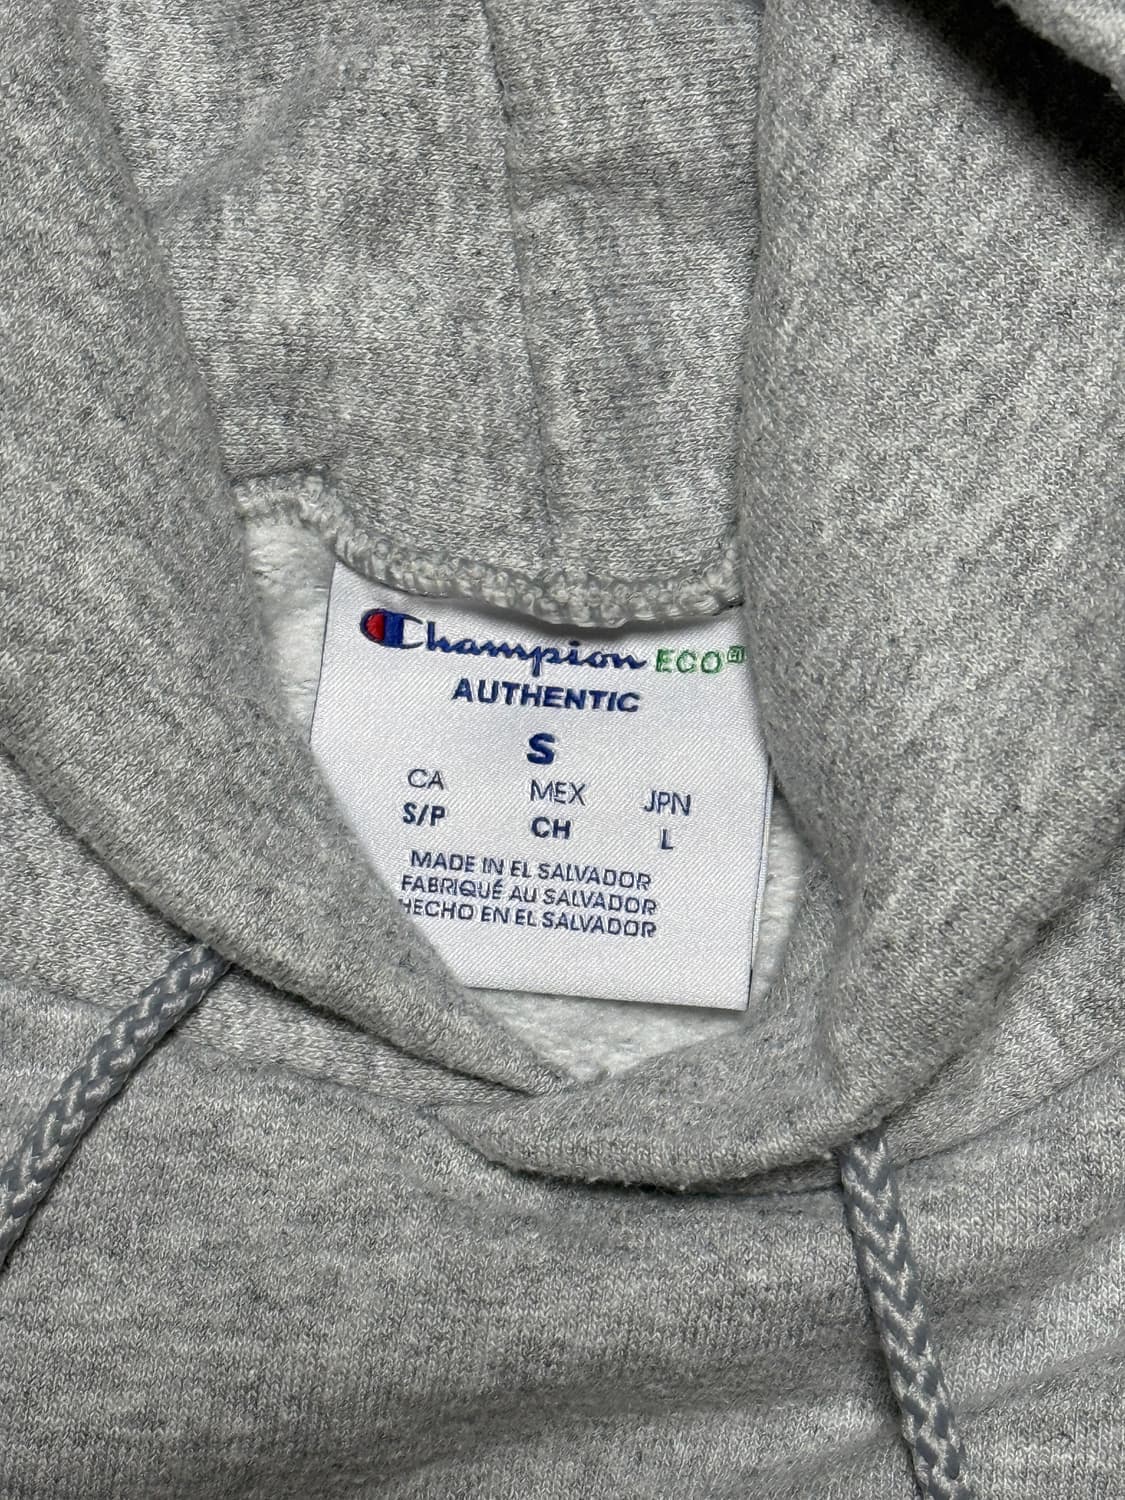 Champion ECO
AUTHENTIC
S
CA MEX JPN
S/P CH L
MADE IN EL SALVADOR
FABRIQUÉ AU SALVADOR
HECHO EN EL SALVADOR